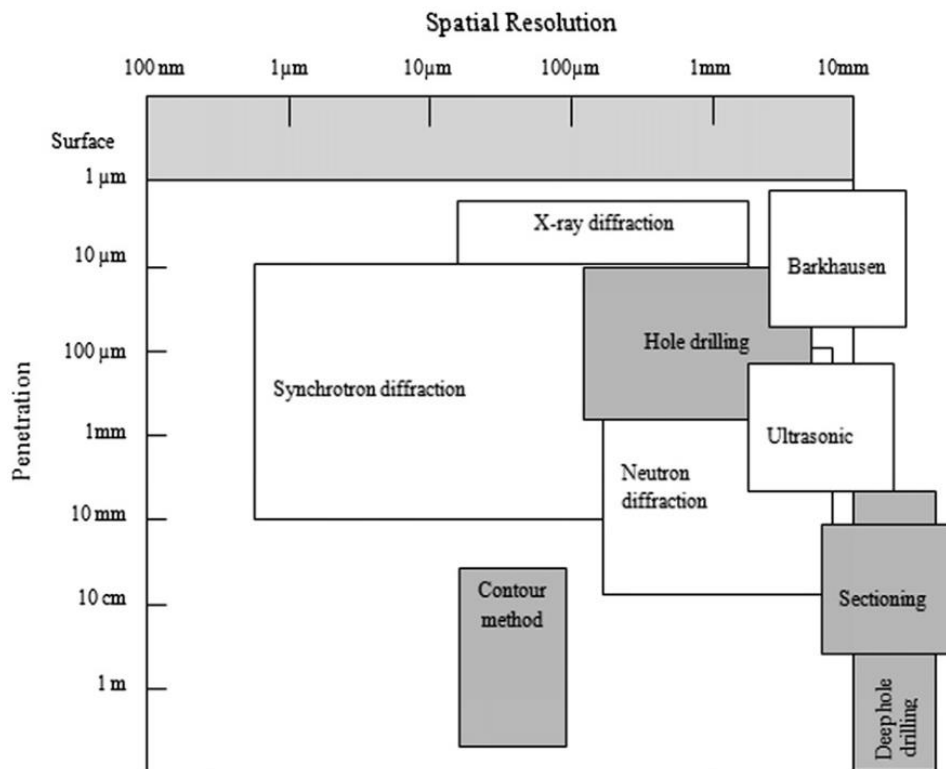 Spatial Resolution
100 nm 1µm 10µm 100µm 1mm 10mm
Surface
1 µm
10 µm
100 µm
1mm
10 mm
10 cm
1 m
Penetration
X-ray diffraction
Barkhausen
Hole drilling
Synchrotron diffraction
Ultrasonic
Neutron
diffraction
Contour
method
Sectioning
Deep hole
drilling